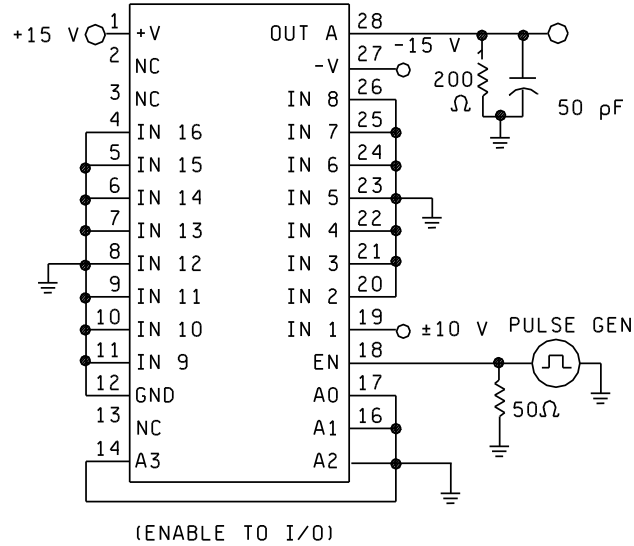 +15 V
1 +V
2 NC
3 NC
4 IN 16
5 IN 15
6 IN 14
7 IN 13
8 IN 12
9 IN 11
10 IN 10
11 IN 9
12 GND
13 NC
14 A3
OUT A 28
-V 27
-15 V
IN 8 26
IN 7 25
IN 6 24
IN 5 23
IN 4 22
IN 3 21
IN 2 20
IN 1 19
±10 V
EN 18
A0 17
A1 16
A2
200 Ω
50 pF
PULSE GEN
50Ω
(ENABLE TO I/O)